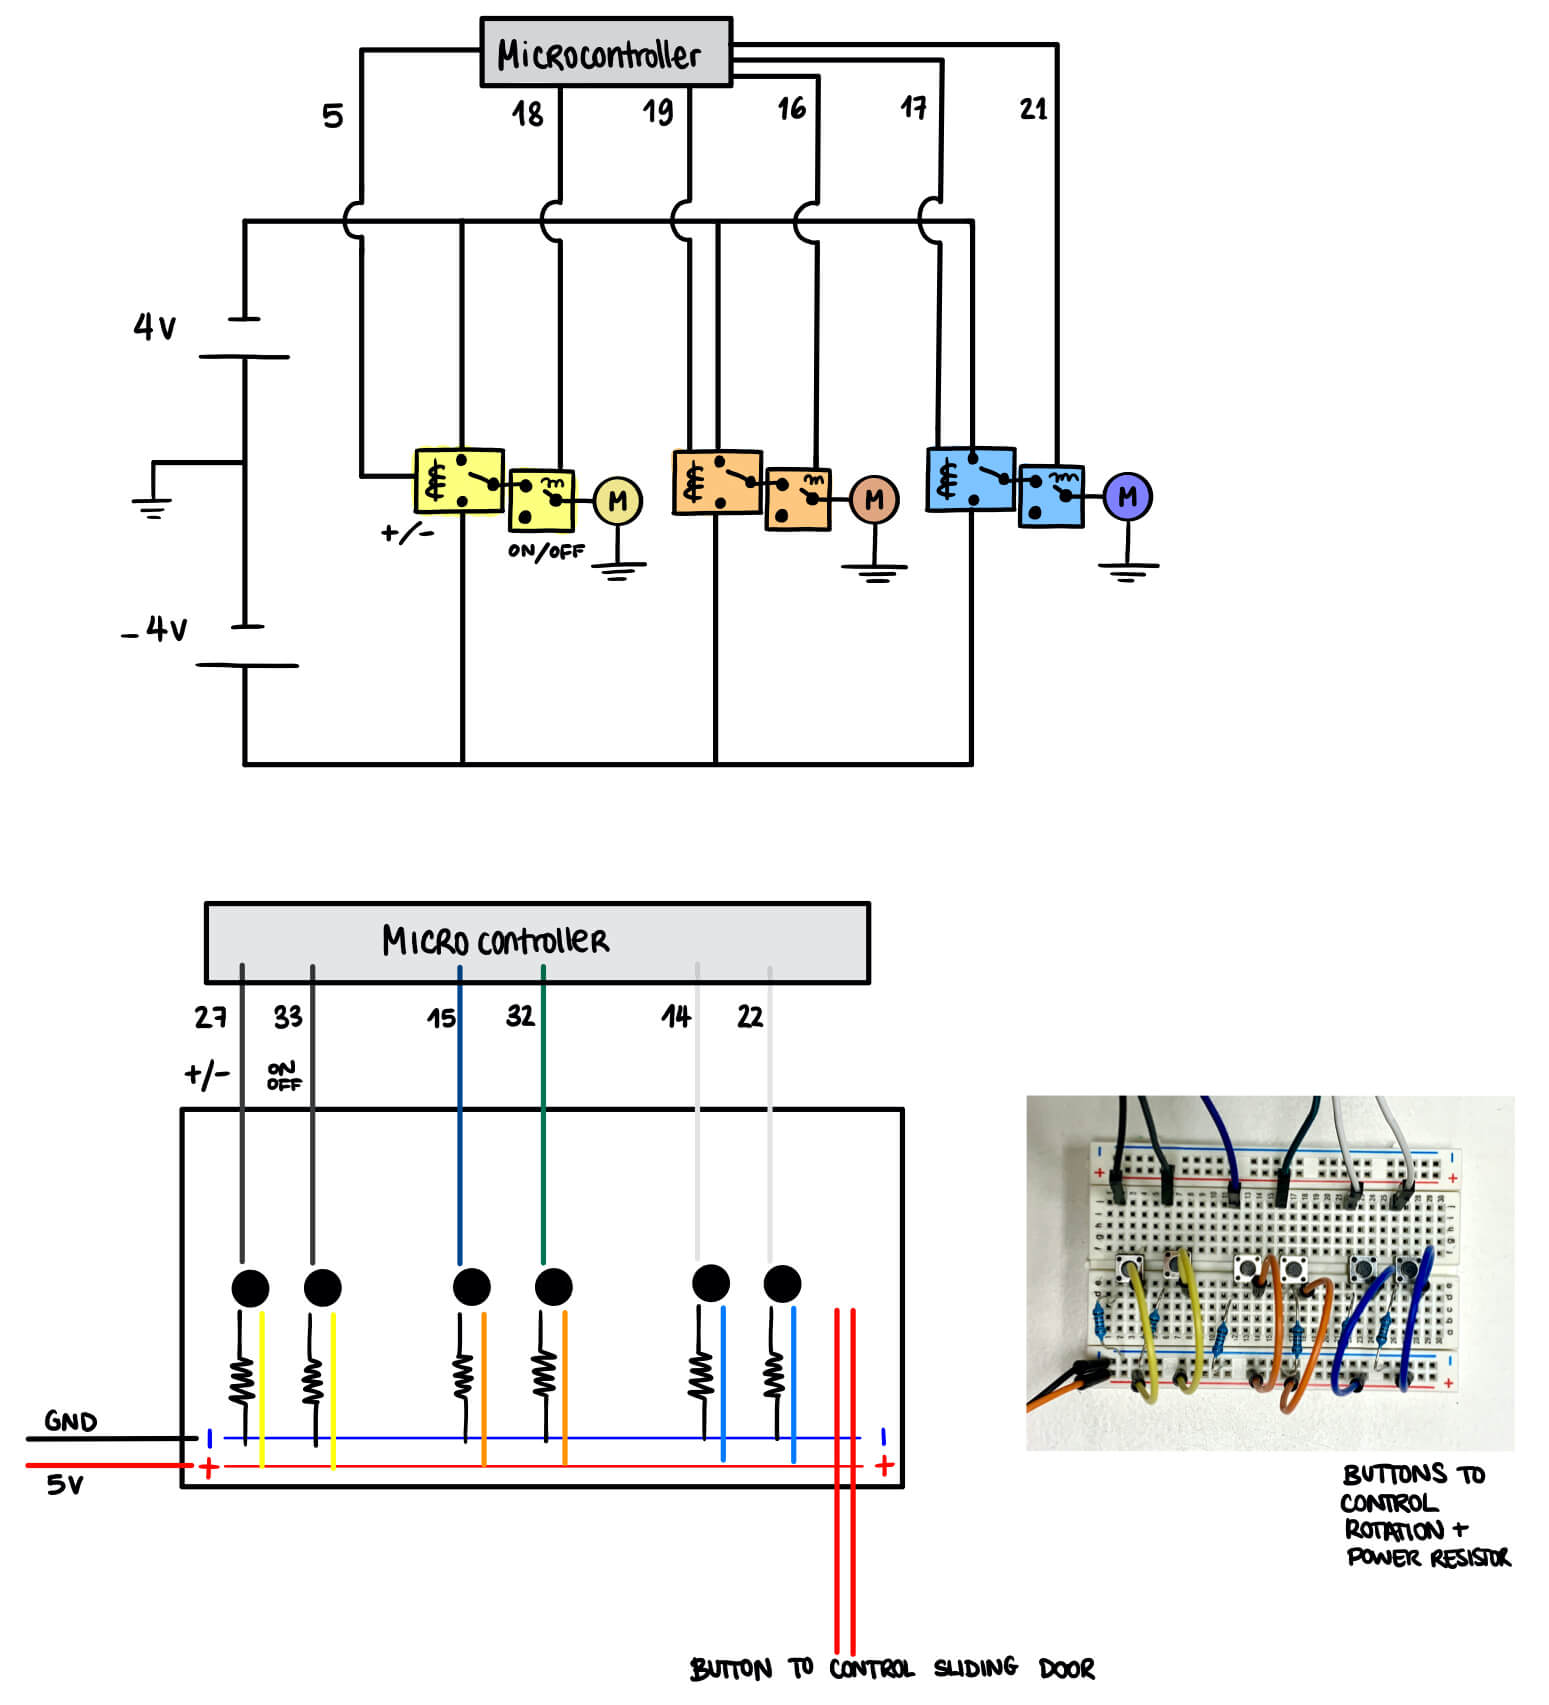 Microcontroller
5
18
19
16
17
21
4V
-4V
+/-
ON/OFF
M
M
M
MICRO CONTROLLER
27
33
15
32
14
22
+/-
ON
OFF
GND
5V
BUTTON TO CONTROL SLIDING DOOR
BUTTONS TO
CONTROL
ROTATION +
POWER RESISTOR